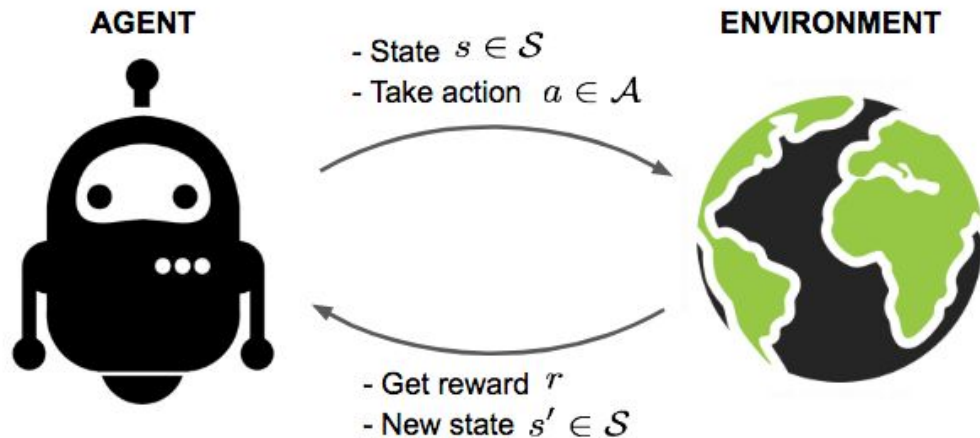 AGENT
ENVIRONMENT
- State s ∈ 𝒮
- Take action a ∈ 𝒜
- Get reward r
- New state s′ ∈ 𝒮